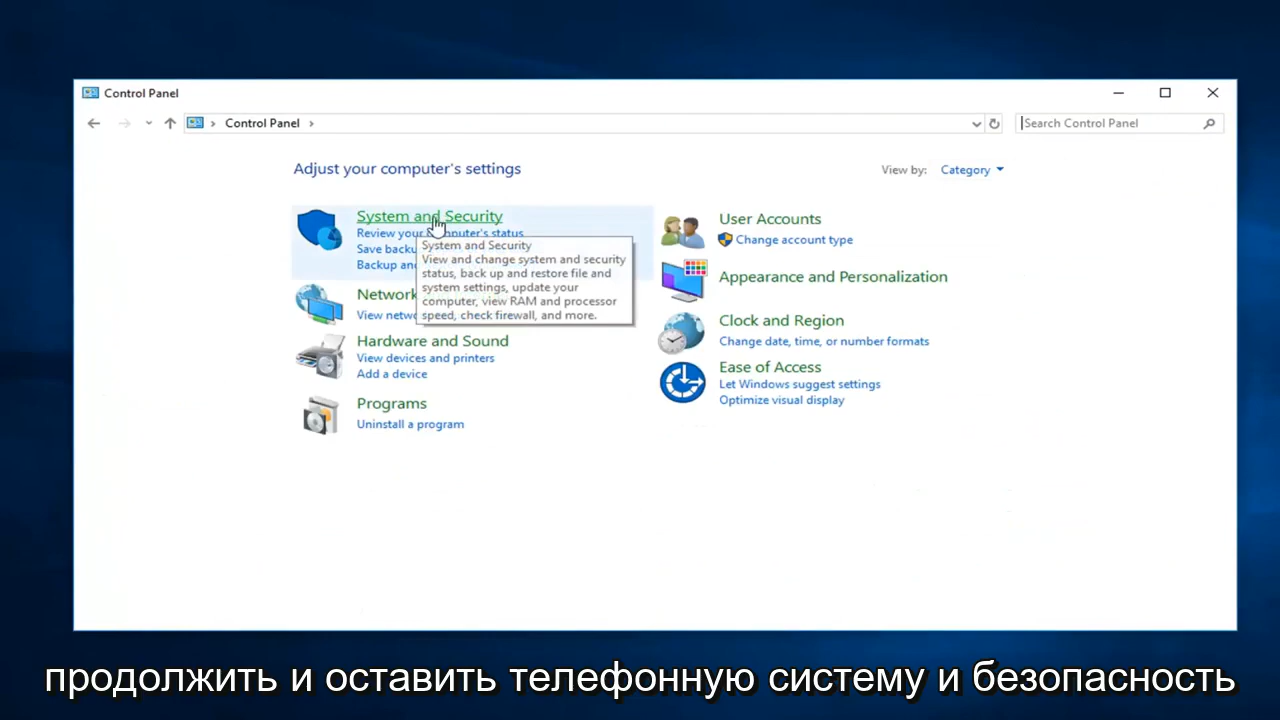 Control Panel
Control Panel
Search Control Panel
Adjust your computer's settings
View by: Category
System and Security
Review your computer's status
Save backu
Backup an
System and Security
View and change system and security
status, back up and restore file and
system settings, update your
computer, view RAM and processor
speed, check firewall, and more.
Network
View netw
Hardware and Sound
View devices and printers
Add a device
Programs
Uninstall a program
User Accounts
Change account type
Appearance and Personalization
Clock and Region
Change date, time, or number formats
Ease of Access
Let Windows suggest settings
Optimize visual display
продолжить и оставить телефонную систему и безопасность